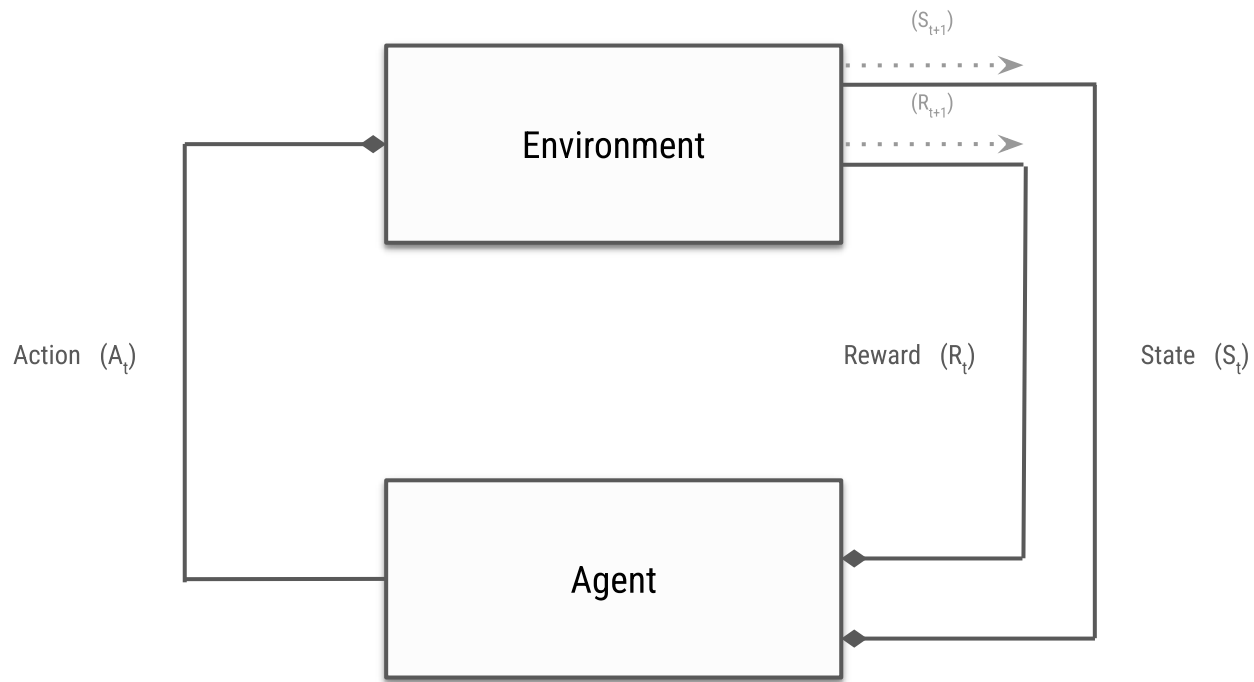 (S_{t+1})
(R_{t+1})
Environment
Action (A_t)
Reward (R_t)
State (S_t)
Agent